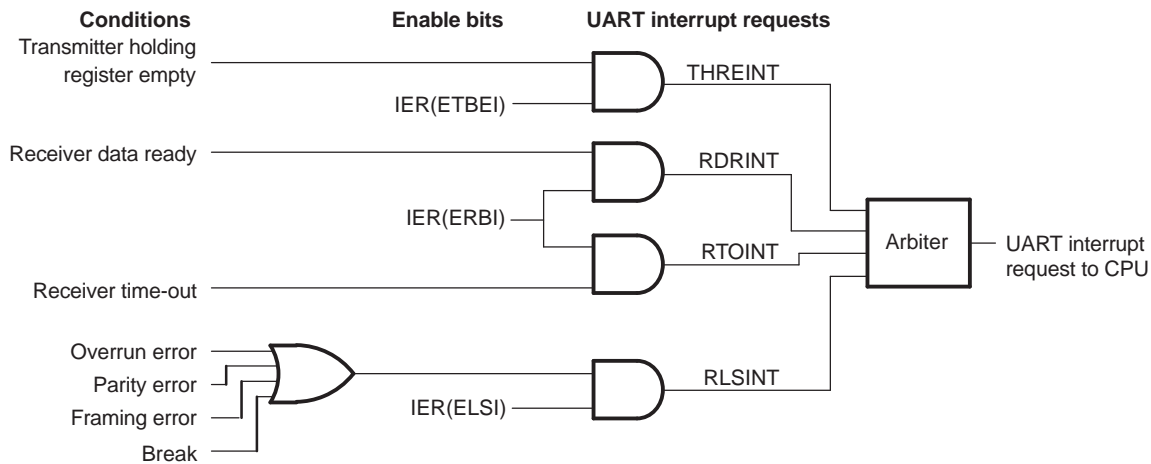 Conditions
Enable bits
UART interrupt requests
Transmitter holding
register empty
THREINT
IER(ETBEI)
Receiver data ready
RDRINT
IER(ERBI)
Arbiter
UART interrupt
request to CPU
RTOINT
Receiver time-out
Overrun error
Parity error
Framing error
Break
IER(ELSI)
RLSINT